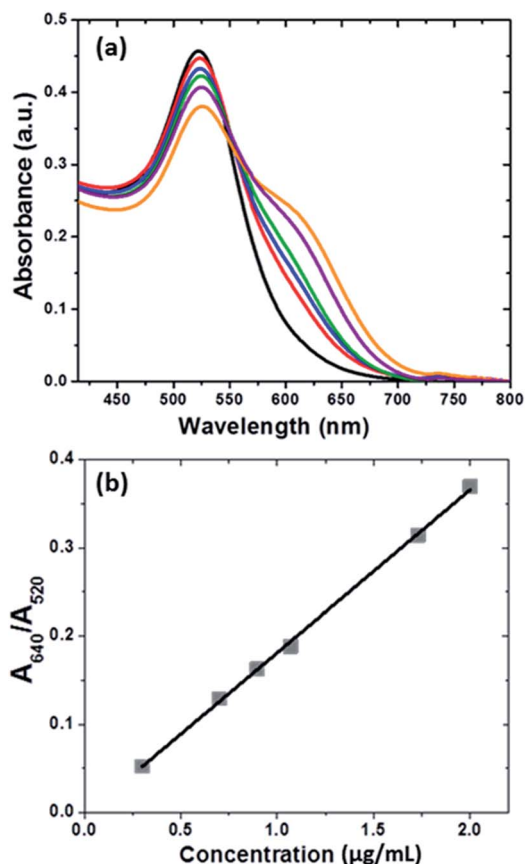 (a)
Absorbance (a.u.)
0.5
0.4
0.3
0.2
0.1
0.0
450 500 550 600 650 700 750 800
Wavelength (nm)
(b)
A640/A520
0.4
0.3
0.2
0.1
0.0
0.0 0.5 1.0 1.5 2.0
Concentration (μg/mL)